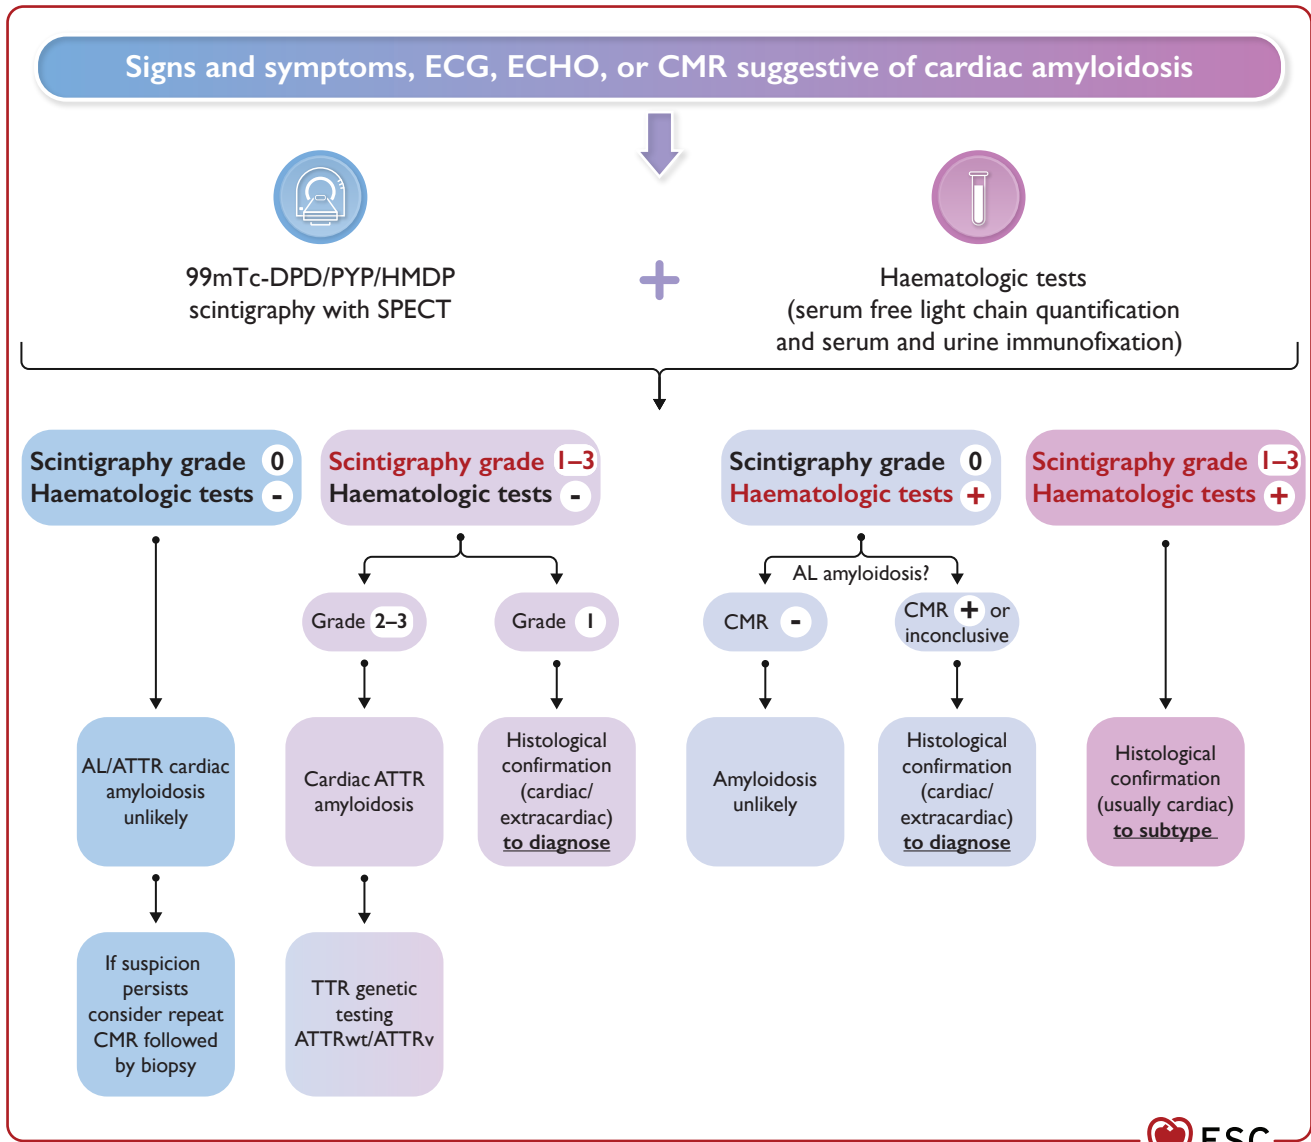 Signs and symptoms, ECG, ECHO, or CMR suggestive of cardiac amyloidosis
99mTc-DPD/PYP/HMDP
scintigraphy with SPECT
+
Haematologic tests
(serum free light chain quantification
and serum and urine immunofixation)
Scintigraphy grade 0
Haematologic tests -
Scintigraphy grade 1–3
Haematologic tests -
Scintigraphy grade 0
Haematologic tests +
Scintigraphy grade 1–3
Haematologic tests +
AL amyloidosis?
Grade 2–3
Grade 1
CMR -
CMR + or
inconclusive
AL/ATTR cardiac
amyloidosis
unlikely
Cardiac ATTR
amyloidosis
Histological
confirmation
(cardiac/
extracardiac)
to diagnose
Amyloidosis
unlikely
Histological
confirmation
(cardiac/
extracardiac)
to diagnose
Histological
confirmation
(usually cardiac)
to subtype
If suspicion
persists
consider repeat
CMR followed
by biopsy
TTR genetic
testing
ATTRwt/ATTRv
ESC